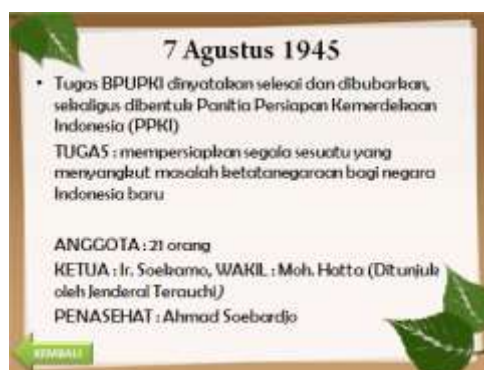 7 Agustus 1945
• Tugas BPUPKI dinyatakan selesai dan dibubarkan,
sekaligus dibentuk Panitia Persiapan Kemerdekaan
Indonesia (PPKI)
TUGAS : mempersiapkan segala sesuatu yang
menyangkut masalah ketatanegaraan bagi negara
Indonesia baru
ANGGOTA : 21 orang
KETUA : Ir. Soekarno, WAKIL : Moh. Hatta (Ditunjuk
oleh Jenderal Terauchi)
PENASEHAT : Ahmad Soebardjo
KEMBALI